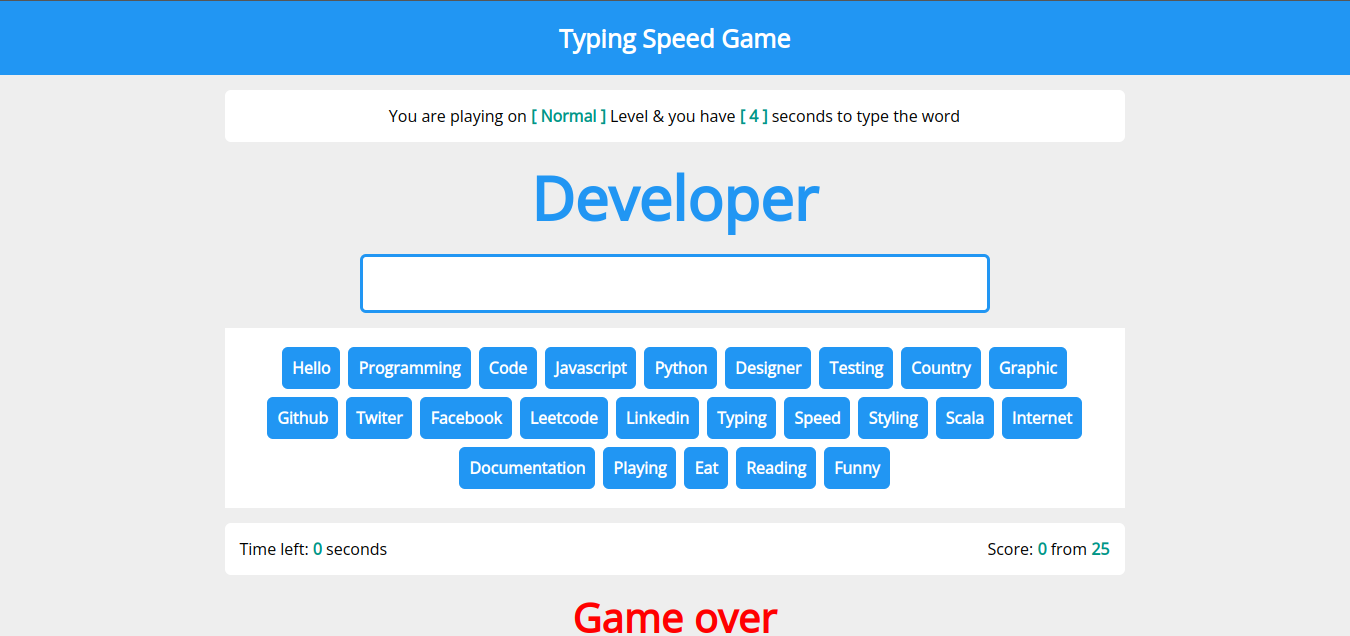 Typing Speed Game
You are playing on [ Normal ] Level & you have [ 4 ] seconds to type the word
Developer
Hello Programming Code Javascript Python Designer Testing Country Graphic
Github Twiter Facebook Leetcode Linkedin Typing Speed Styling Scala Internet
Documentation Playing Eat Reading Funny
Time left: 0 seconds Score: 0 from 25
Game over